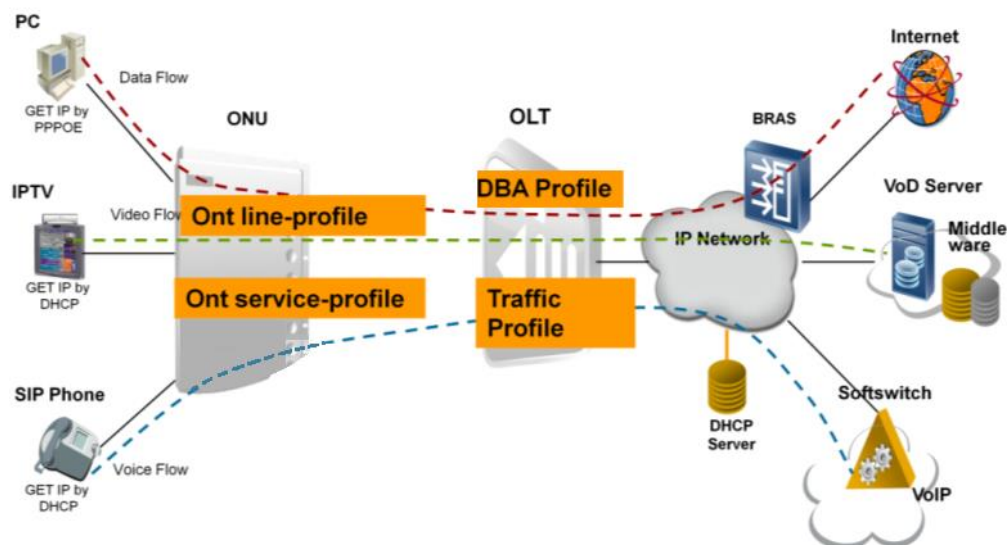 PC
GET IP by
PPPOE
Data Flow
ONU
OLT
BRAS
Internet
IPTV
Video Flow
GET IP by
DHCP
Ont line-profile
DBA Profile
IP Network
VoD Server
Middle
ware
Ont service-profile
Traffic
Profile
SIP Phone
GET IP by
DHCP
Voice Flow
DHCP
Server
Softswitch
VoIP